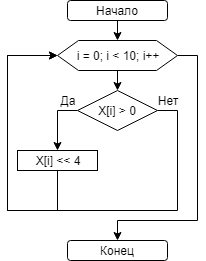 Начало
i = 0; i < 10; i++
X[i] > 0
Да
Нет
X[i] << 4
Конец